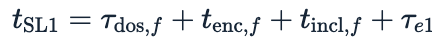 t_{SL1} = τ_{dos,f} + t_{enc,f} + t_{incl,f} + τ_{e1}